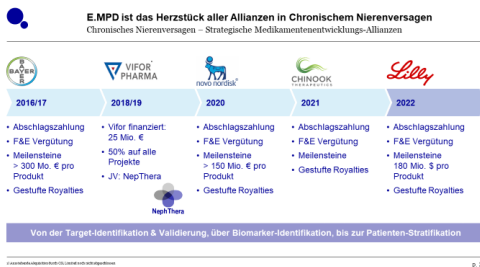 E.MPD ist das Herzstück aller Allianzen in Chronischem Nierenversagen
Chronisches Nierenversagen – Strategische Medikamentenentwicklungs-Allianzen
BAYER
VIFOR
PHARMA
novo nordisk
CHINOOK
THERAPEUTICS
Lilly
2016/17
2018/19
2020
2021
2022
• Abschlagszahlung
• F&E Vergütung
• Meilensteine
> 300 Mo. € pro
Produkt
• Gestufte Royalties
• Vifor finanziert:
25 Mio. €
• 50% auf alle
Projekte
• JV: NepThera
NephThera
• Abschlagszahlung
• F&E Vergütung
• Meilensteine
> 150 Mo. € pro
Produkt
• Gestufte Royalties
• Abschlagszahlung
• F&E Vergütung
• Meilensteine
• Gestufte Royalties
• Abschlagszahlung
• F&E Vergütung
• Meilensteine
180 Mio. $ pro
Produkt
• Gestufte Royalties
Von der Target-Identifikation & Validierung, über Biomarker-Identifikation, bis zur Patienten-Stratifikation